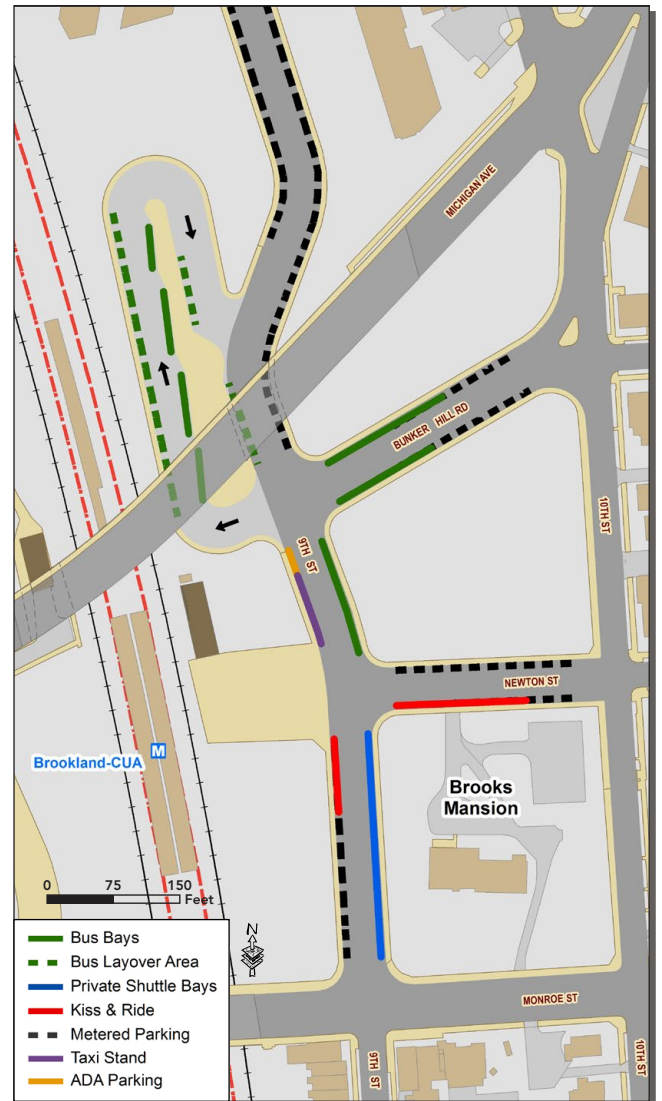 MICHIGAN AVE
BUNKER HILL RD
10TH ST
9TH ST
NEWTON ST
M
Brookland-CUA
Brooks
Mansion
0 75 150
Feet
N
Bus Bays
Bus Layover Area
Private Shuttle Bays
Kiss & Ride
Metered Parking
Taxi Stand
ADA Parking
MONROE ST
9TH ST
10TH ST